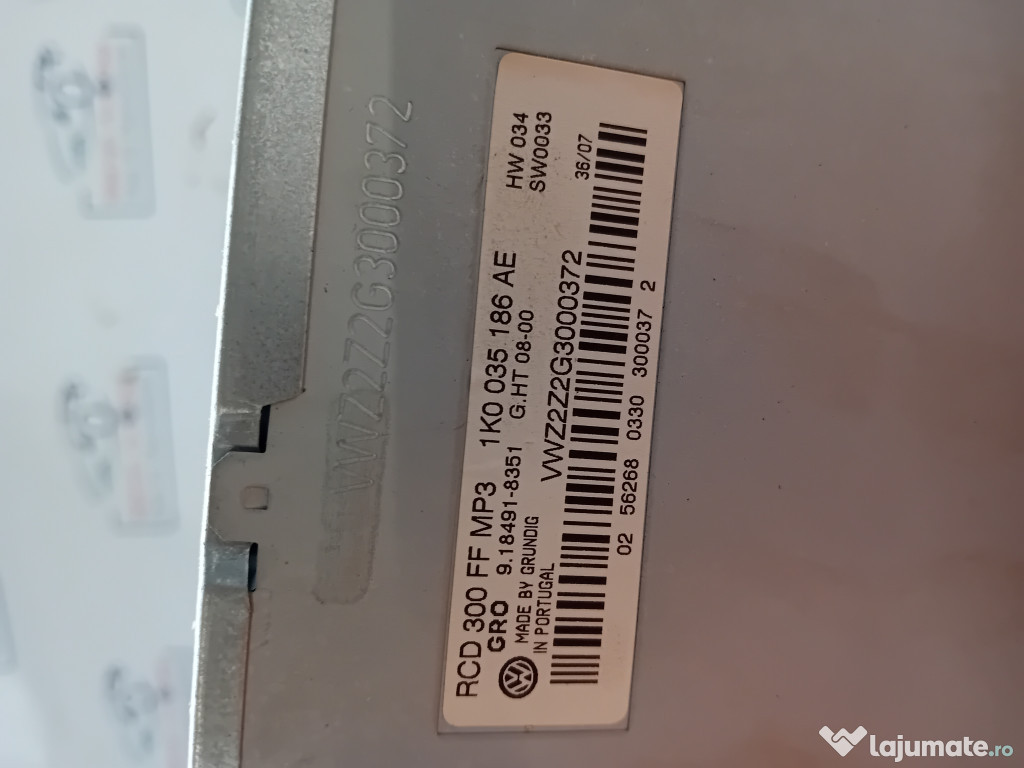 VWZ2Z2G3000372
RCD 300 FF MP3 1K0 035 186 AE HW 034
GRO 9.18491-8351 G.HT 08-00 SW0033
MADE BY GRUNDIG
IN PORTUGAL
VWZ2Z2G3000372
36/07
02 56268 0330 300037 2
lajumate.ro